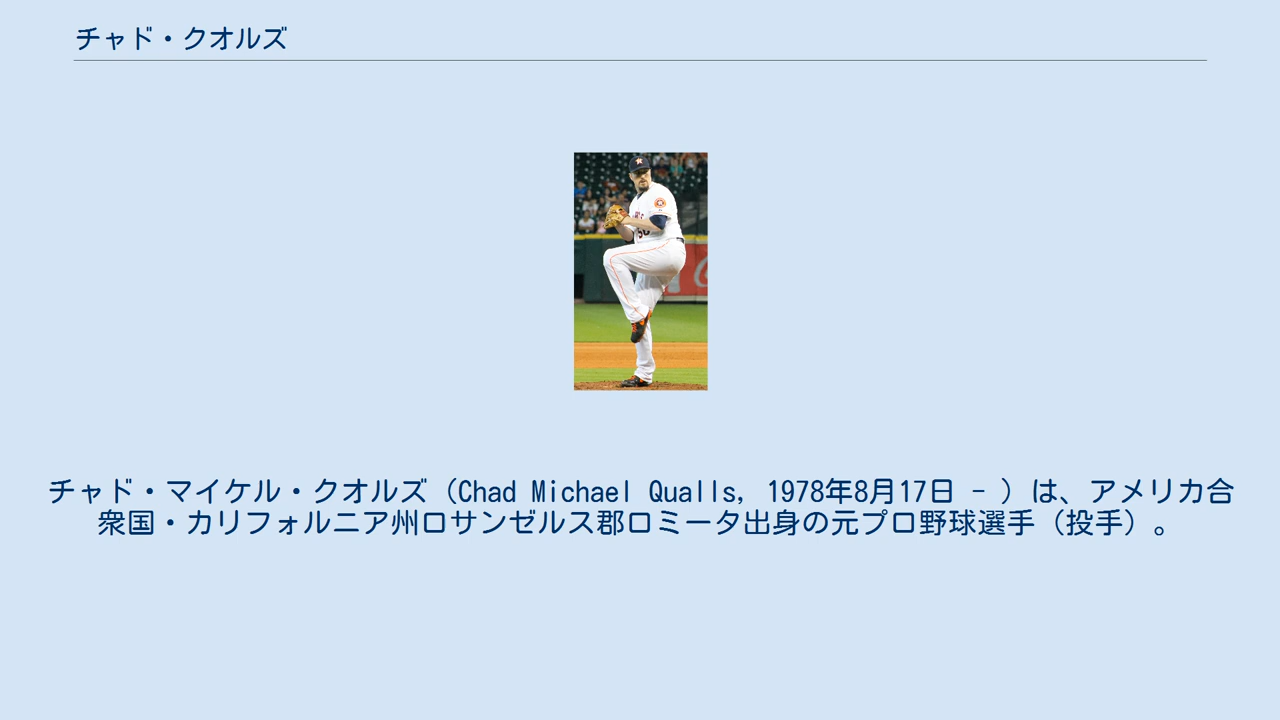 チャド・クオルズ
チャド・マイケル・クオルズ（Chad Michael Qualls, 1978年8月17日 - ）は、アメリカ合
衆国・カリフォルニア州ロサンゼルス郡ロミータ出身の元プロ野球選手（投手）。